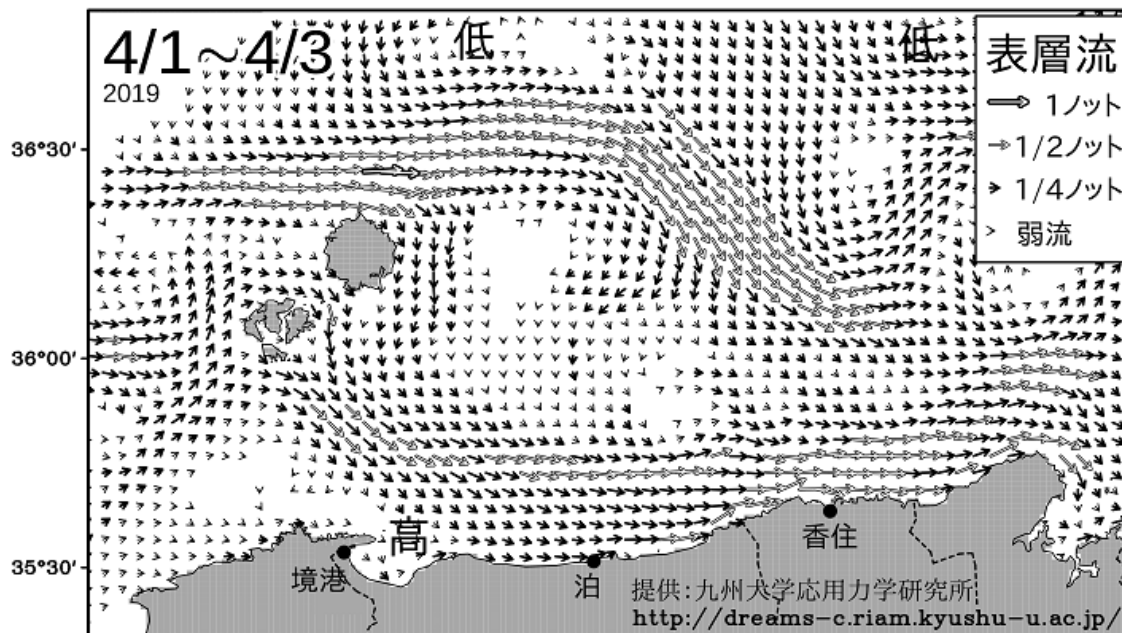 4/1~4/3
2019
低
低
表層流
1ノット
1/2ノット
1/4ノット
弱流
36°30'
36°00'
35°30'
高
境港
泊
香住
提供:九州大学応用力学研究所
http://dreams-c.riam.kyushu-u.ac.jp/